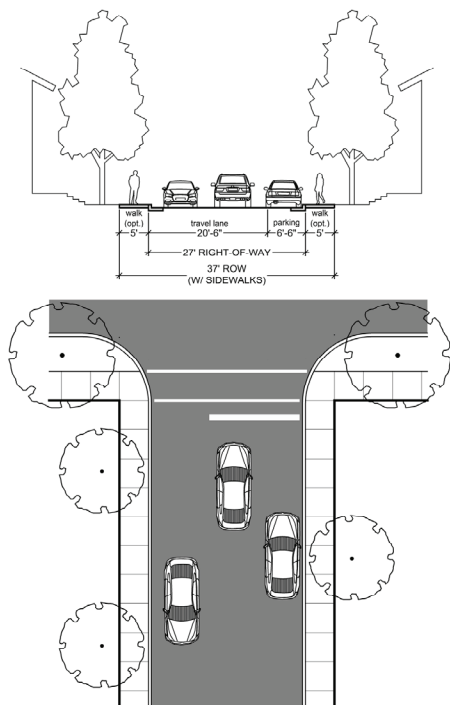 walk
(opt.)
5'
travel lane
20'-6"
parking
6'-6"
walk
(opt.)
5'
27' RIGHT-OF-WAY
37' ROW
(W/ SIDEWALKS)